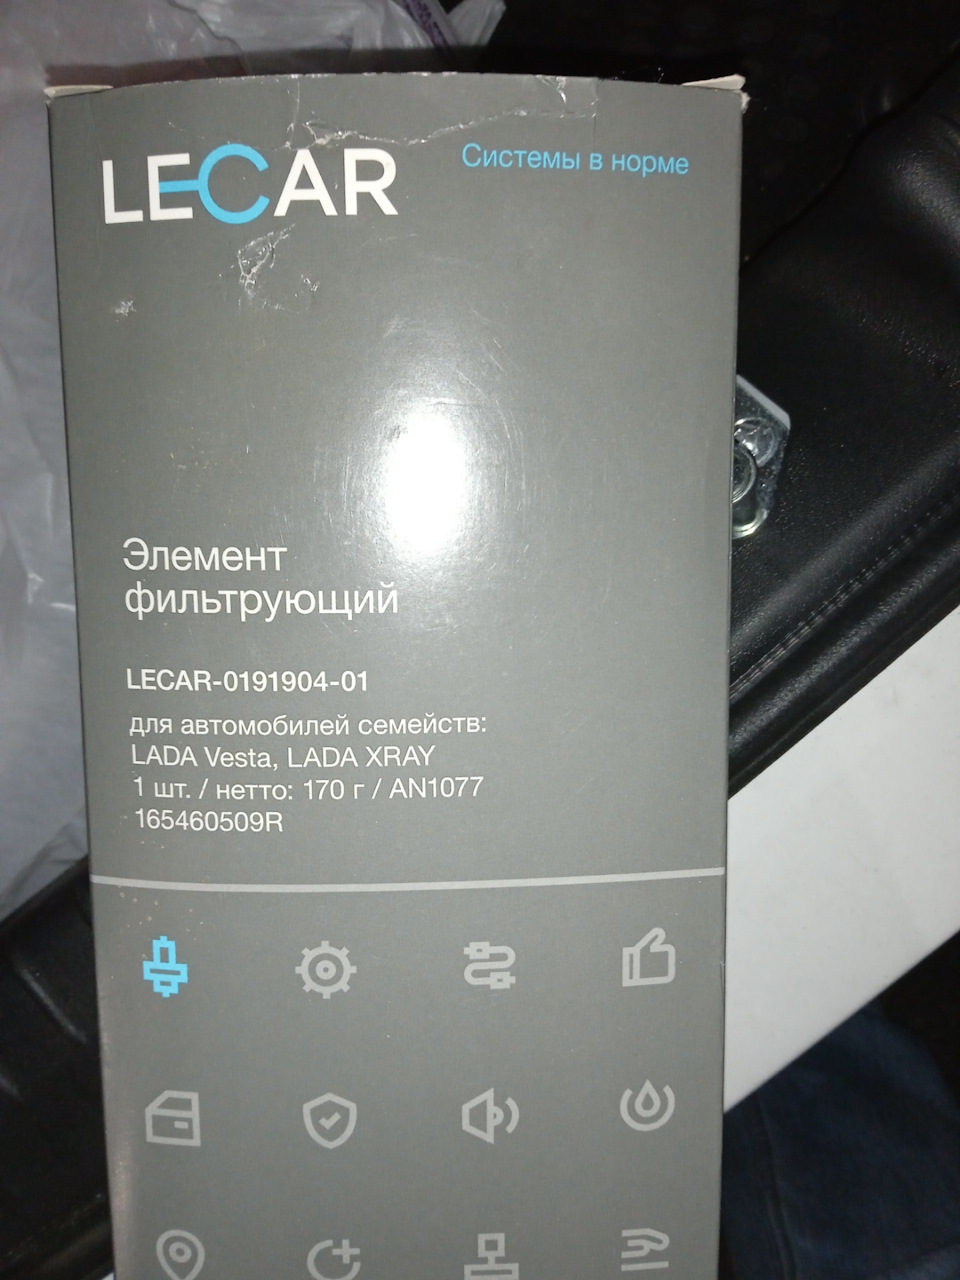 LECAR
Системы в норме
Элемент
фильтрующий
LECAR-0191904-01
для автомобилей семейств:
LADA Vesta, LADA XRAY
1 шт. / нетто: 170 г / AN1077
165460509R